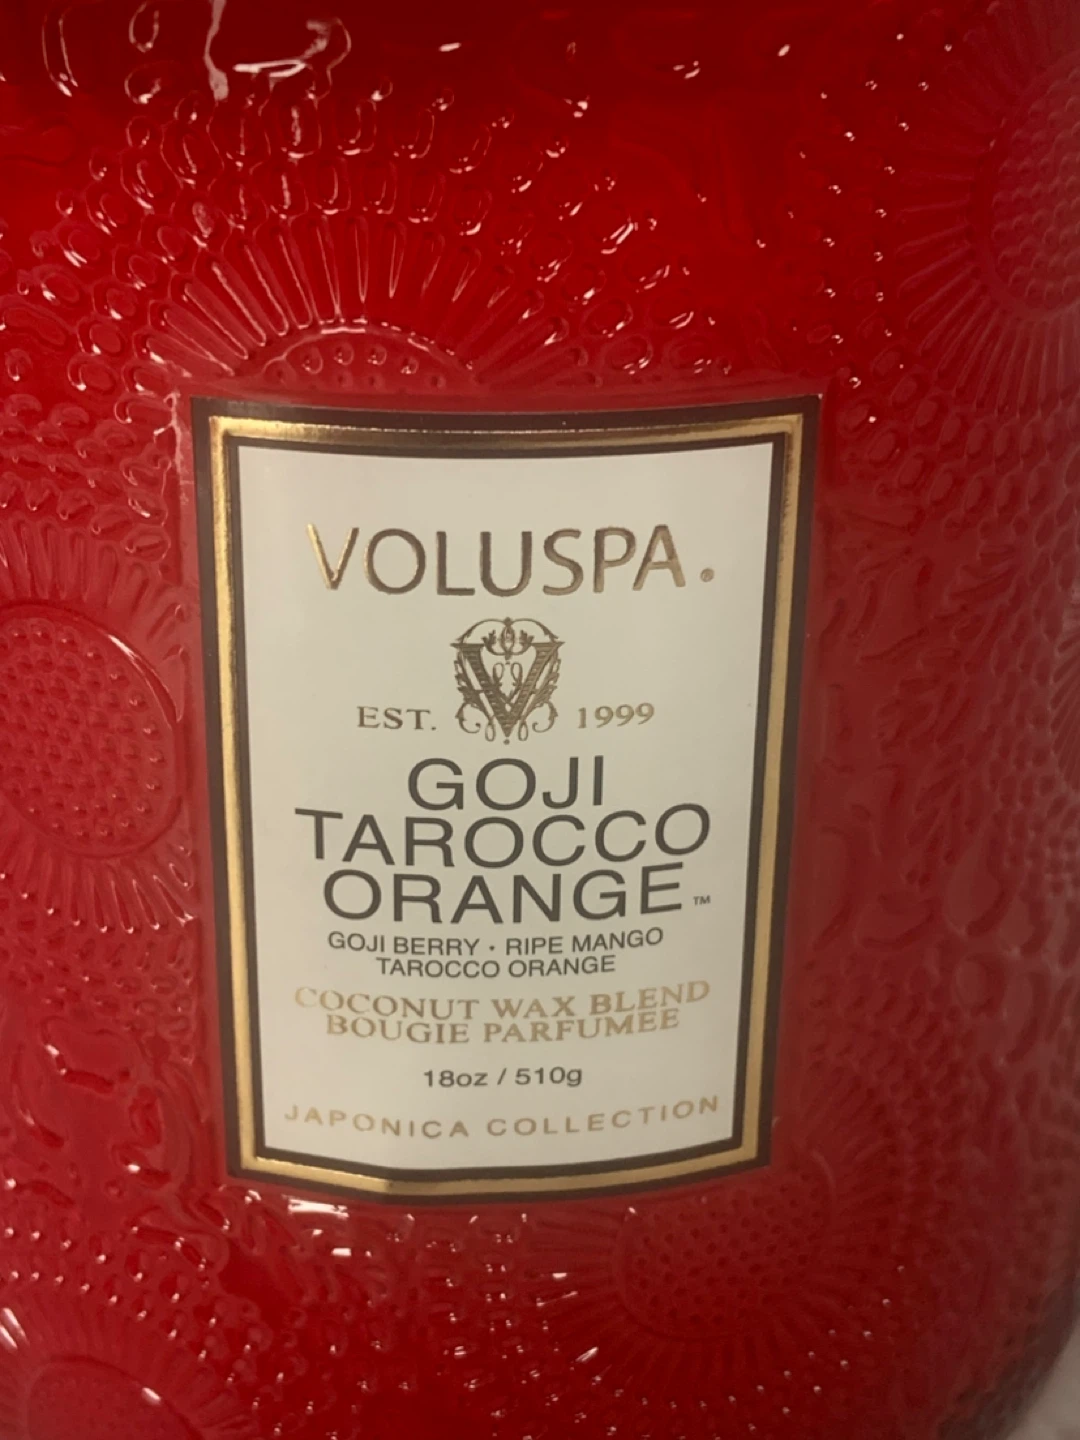 VOLUSPA.
EST. 1999
GOJI
TAROCCO
ORANGE™
GOJI BERRY • RIPE MANGO
TAROCCO ORANGE
COCONUT WAX BLEND
BOUGIE PARFUMEE
18oz / 510g
JAPONICA COLLECTION